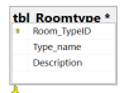 tbl_Roomtype *
Room_TypeID
Type_name
Description